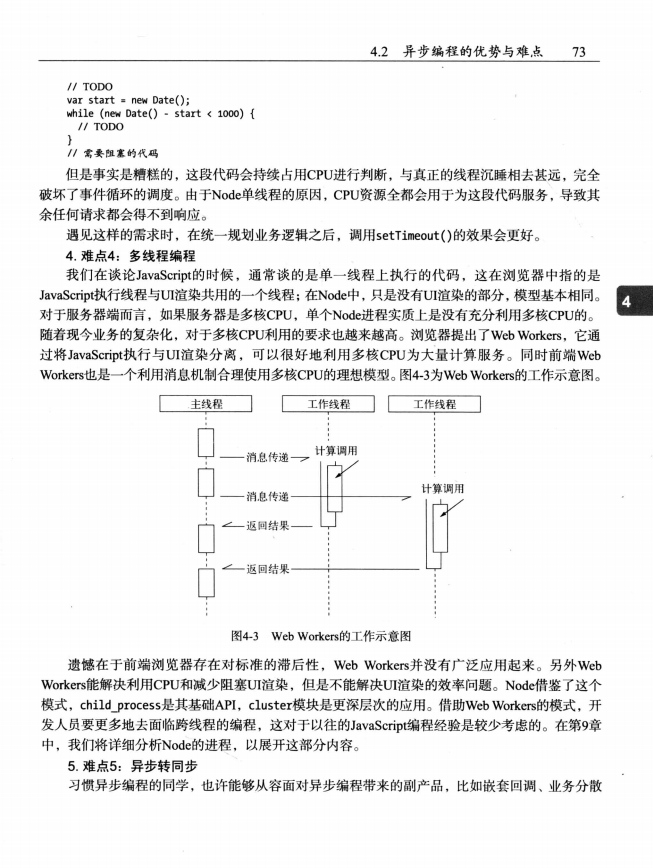 4.2 异步编程的优势与难点 73
// TODO
var start = new Date();
while (new Date() - start < 1000) {
// TODO
}
// 需要阻塞的代码
但是事实是糟糕的，这段代码会持续占用CPU进行判断，与真正的线程沉睡相去甚远，完全
破坏了事件循环的调度。由于Node单线程的原因，CPU资源全都会用于为这段代码服务，导致其
余任何请求都会得不到响应。
遇见这样的需求时，在统一规划业务逻辑之后，调用setTimeout()的效果会更好。
4. 难点4：多线程编程
我们在谈论JavaScript的时候，通常谈的是单一线程上执行的代码，这在浏览器中指的是
JavaScript执行线程与UI渲染共用的一个线程；在Node中，只是没有UI渲染的部分，模型基本相同。
对于服务器端而言，如果服务器是多核CPU，单个Node进程实质上是没有充分利用多核CPU的。
随着现今业务的复杂化，对于多核CPU利用的要求也越来越高。浏览器提出了Web Workers，它通
过将JavaScript执行与UI渲染分离，可以很好地利用多核CPU为大量计算服务。同时前端Web
Workers也是一个利用消息机制合理使用多核CPU的理想模型。图4-3为Web Workers的工作示意图。
4
主线程
工作线程
工作线程
消息传递
计算调用
消息传递
计算调用
返回结果
返回结果
图4-3 Web Workers的工作示意图
遗憾在于前端浏览器存在对标准的滞后性，Web Workers并没有广泛应用起来。另外Web
Workers能解决利用CPU和减少阻塞UI渲染，但是不能解决UI渲染的效率问题。Node借鉴了这个
模式，child_process是其基础API，cluster模块是更深层次的应用。借助Web Workers的模式，开
发人员要更多地去面临跨线程的编程，这对于以往的JavaScript编程经验是较少考虑的。在第9章
中，我们将详细分析Node的进程，以展开这部分内容。
5. 难点5：异步转同步
习惯异步编程的同学，也许能够从容面对异步编程带来的副产品，比如嵌套回调、业务分散